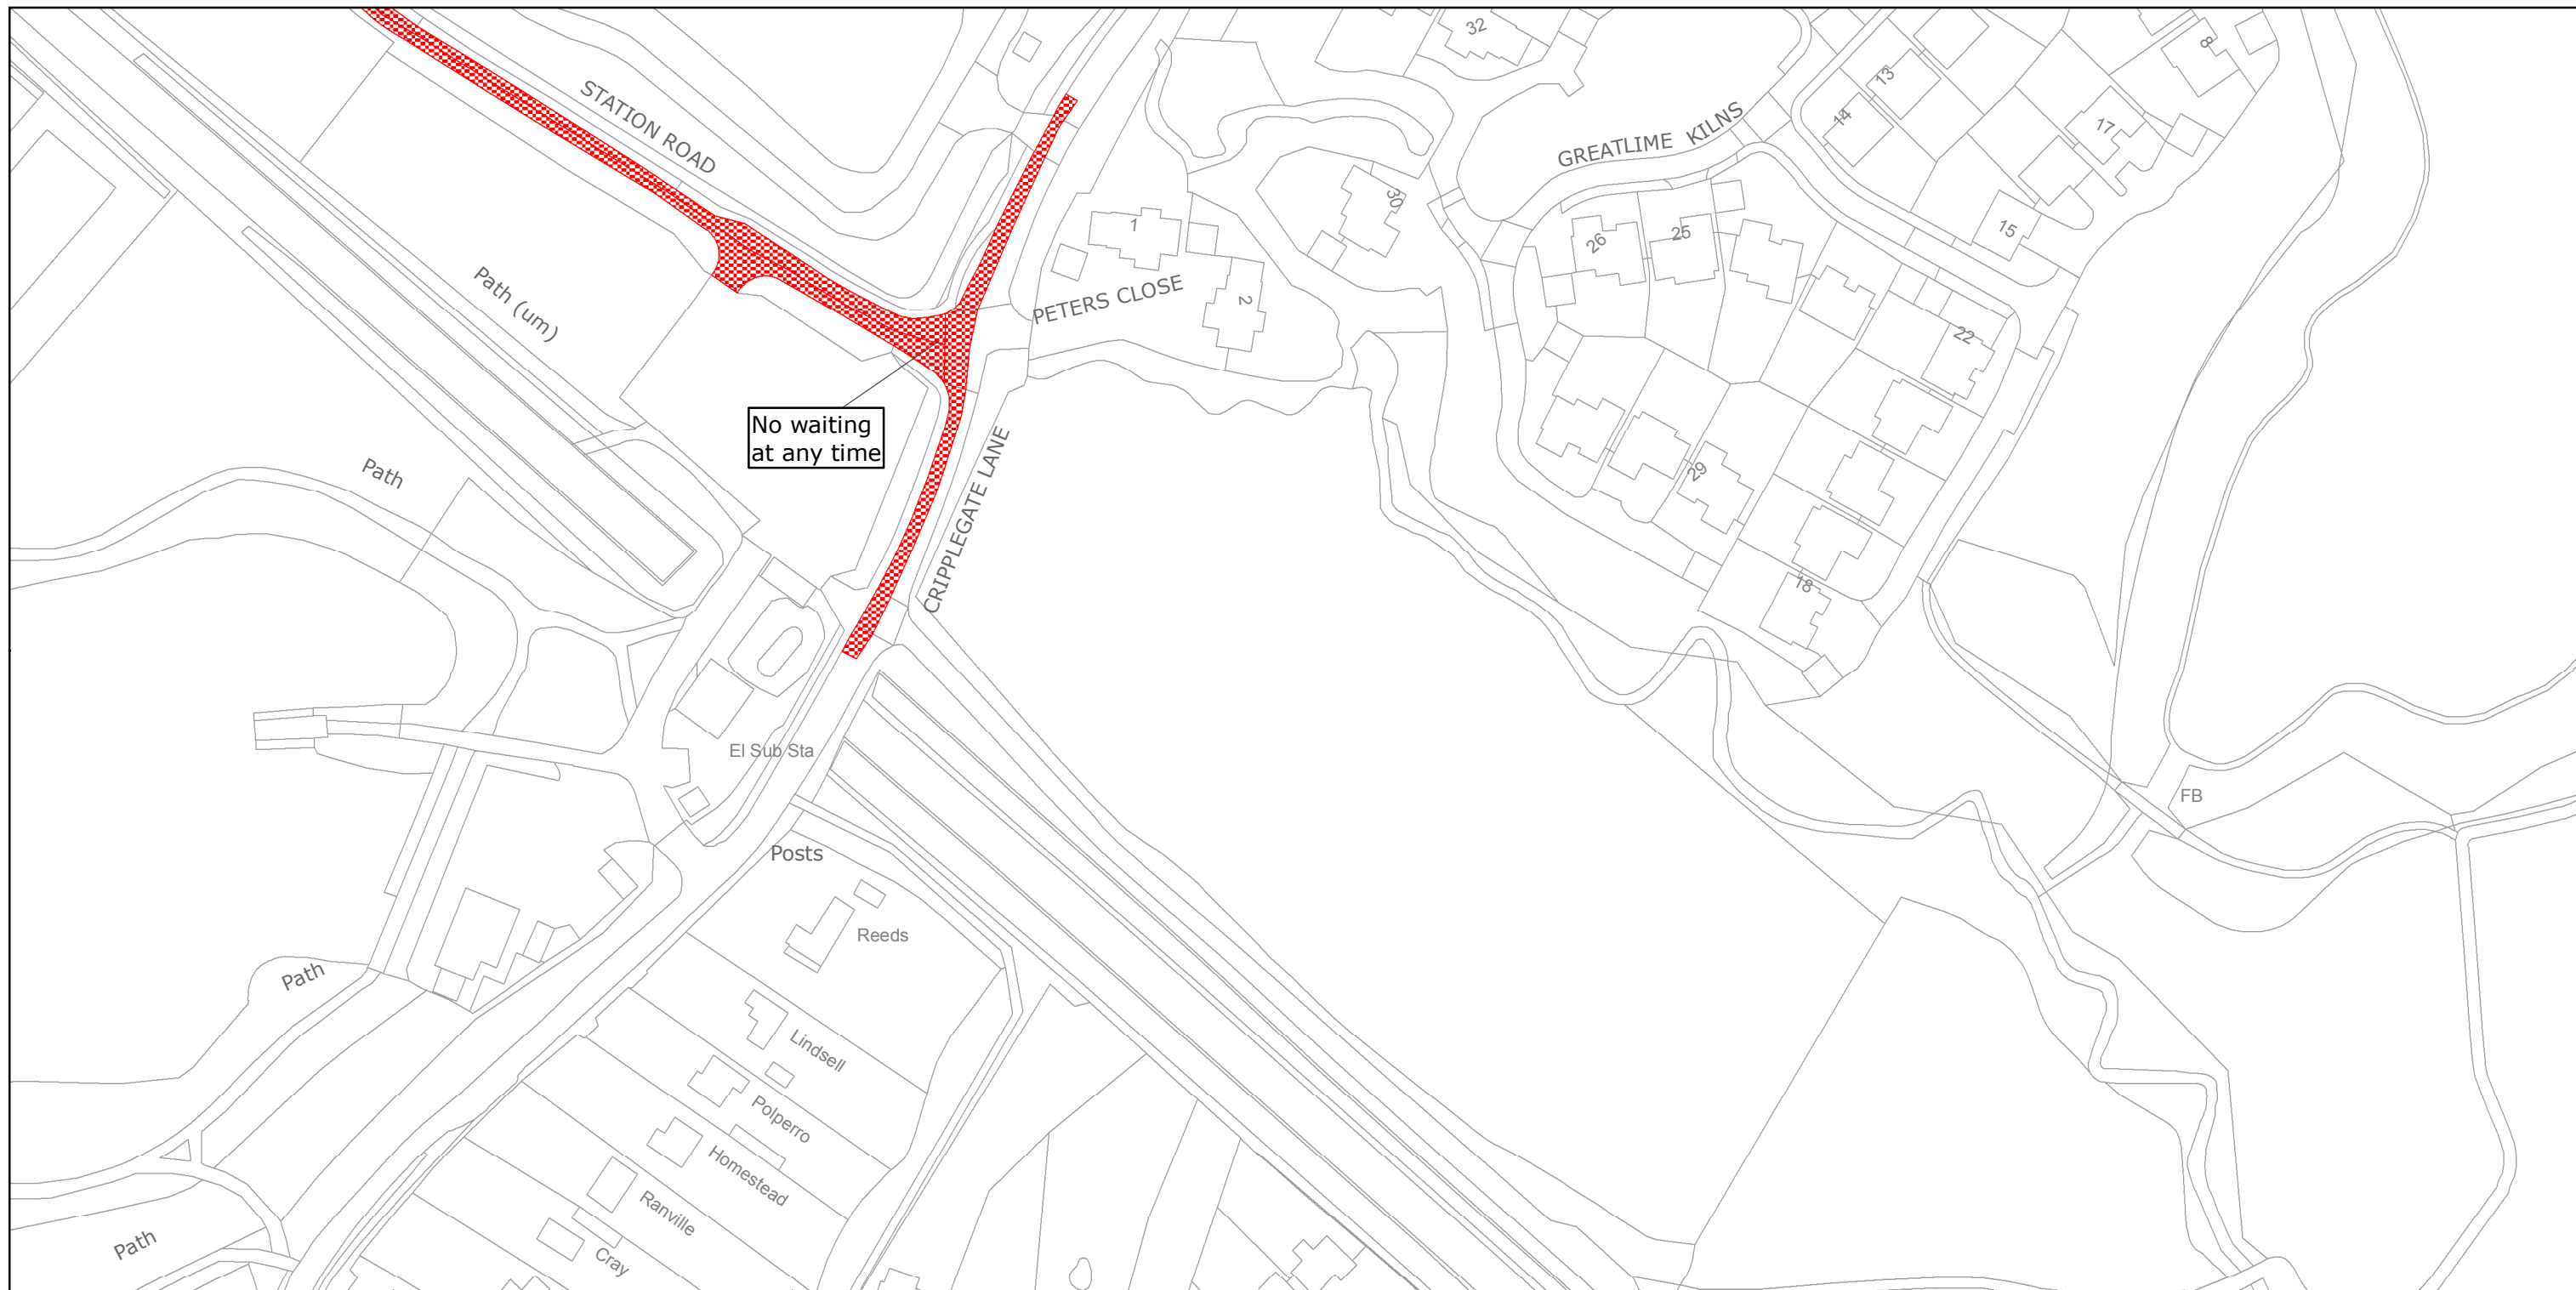 32
8
13
14
17
STATION ROAD
GREATLIME KILNS
30
1
26
25
15
Path (um)
PETERS CLOSE
2
22
No waiting
at any time
Path
29
CRIPPLEGATE LANE
18
El Sub Sta
FB
Posts
Reeds
Path
Lindsell
Polperro
Homestead
Ranville
Path
Cray